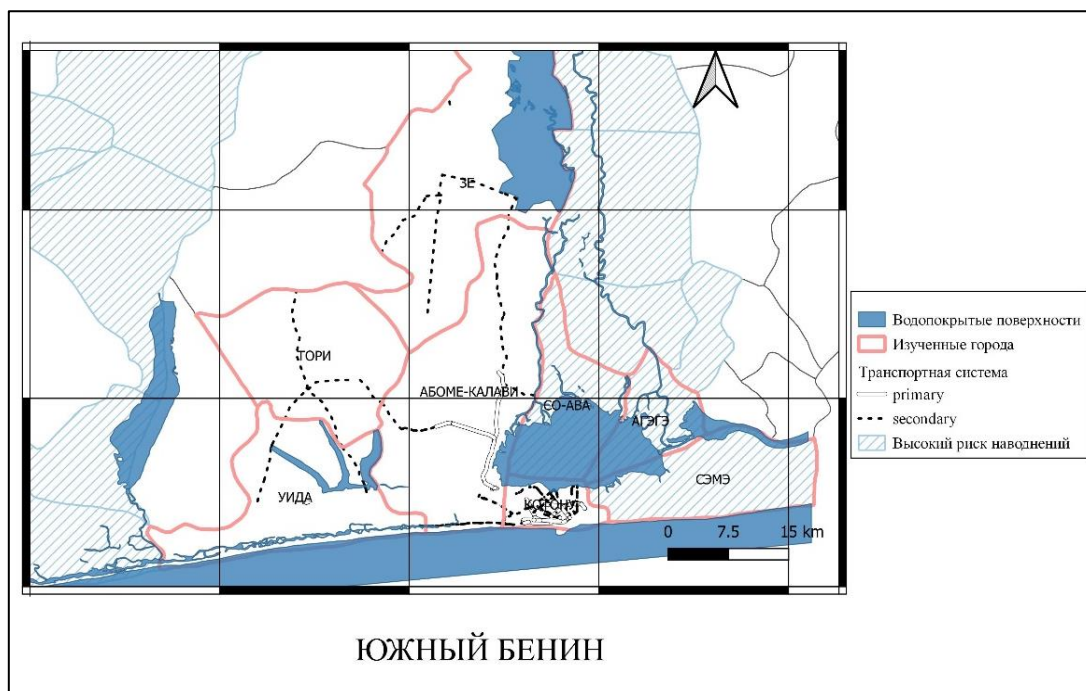 ЗЕ
ТОРИ
АБОМЕ-КАЛАВИ
СО-АВА
АГЭГЭ
СЭМЭ
УИДА
КОТОНУ
0 7.5 15 km
Водопокрытые поверхности
Изученные города
Транспортная система
primary
secondary
Высокий риск наводнений
ЮЖНЫЙ БЕНИН